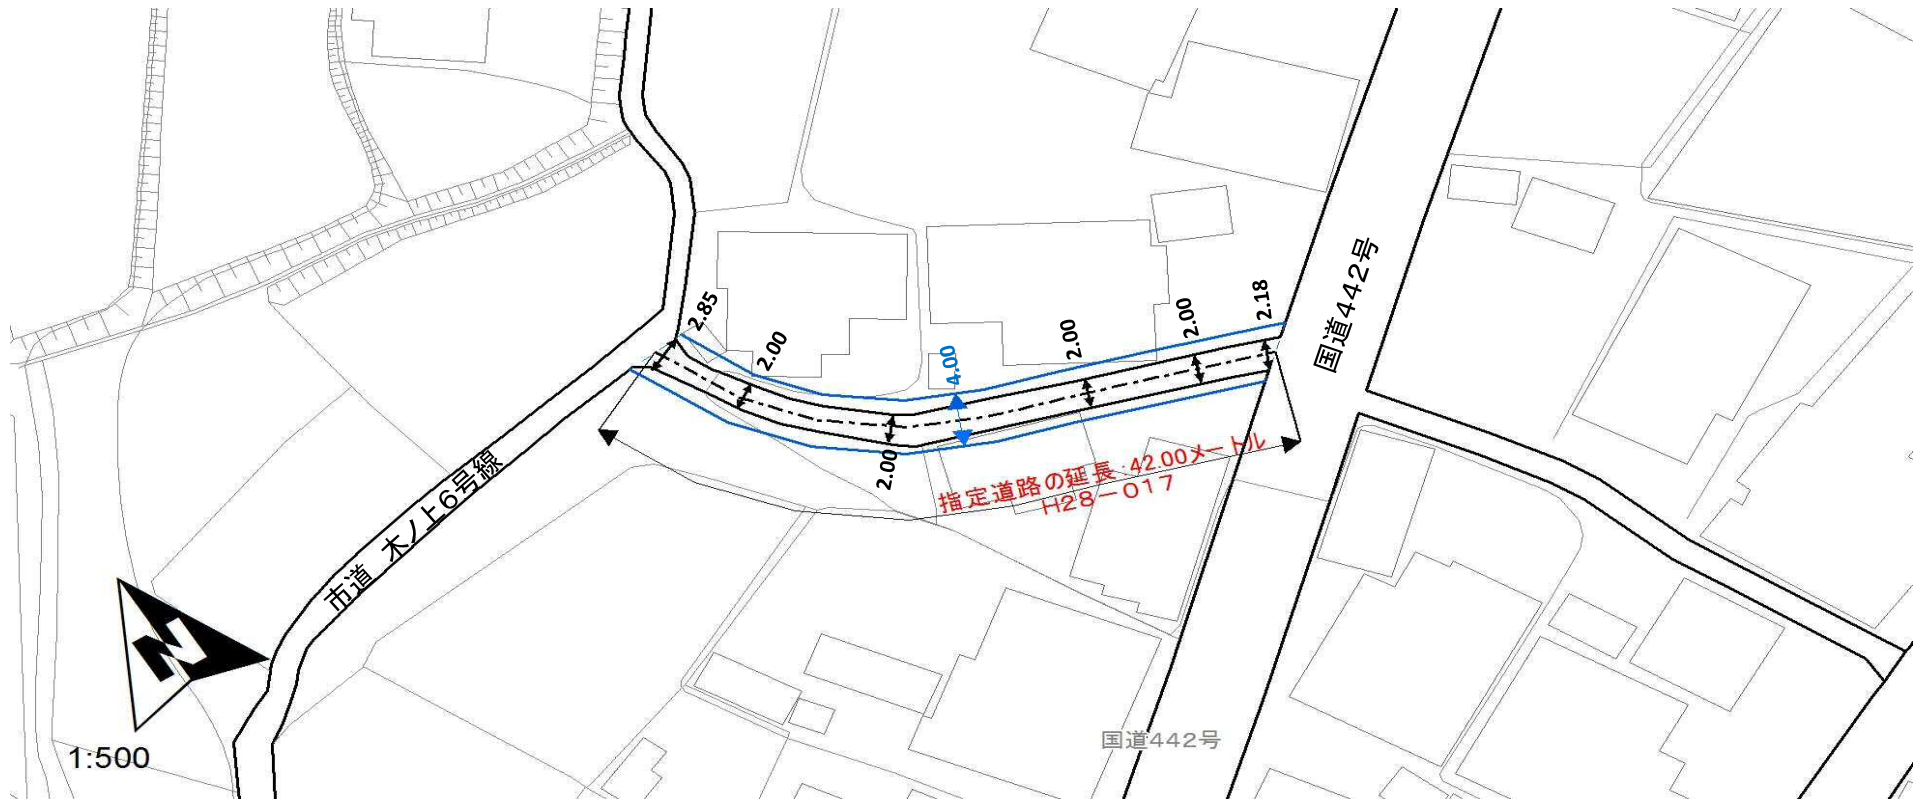 2.85
2.00
4.00
2.00
2.00
2.18
国道442号
2.00
指定道路の延長:42.00メートル
H28-017
市道 木ノ上6号線
N
1:500
国道442号